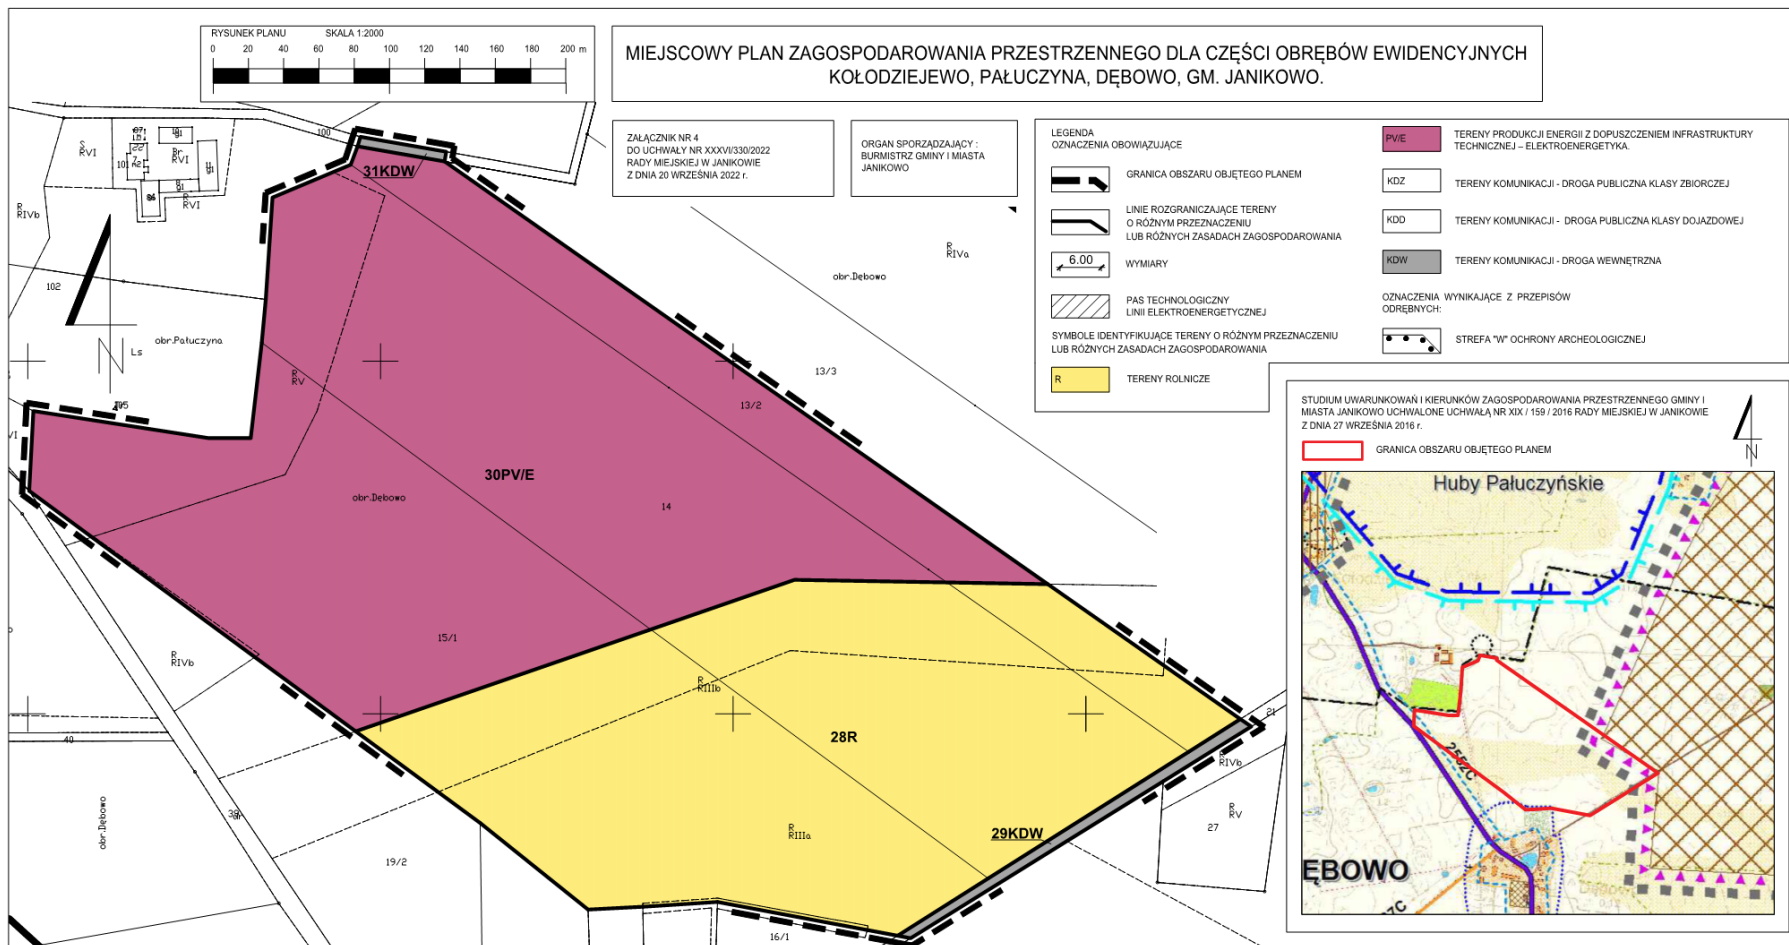 RYSUNEK PLANU SKALA 1:2000
0 20 40 60 80 100 120 140 160 180 200 m
MIEJSCOWY PLAN ZAGOSPODAROWANIA PRZESTRZENNEGO DLA CZĘŚCI OBRĘBÓW EWIDENCYJNYCH
KOŁODZIEJEWO, PAŁUCZYNA, DĘBOWO, GM. JANIKOWO.
ZAŁĄCZNIK NR 4
DO UCHWAŁY NR XXXVI/330/2022
RADY MIEJSKIEJ W JANIKOWIE
Z DNIA 20 WRZEŚNIA 2022 r.
ORGAN SPORZĄDZAJĄCY :
BURMISTRZ GMINY I MIASTA
JANIKOWO
LEGENDA
OZNACZENIA OBOWIĄZUJĄCE
GRANICA OBSZARU OBJĘTEGO PLANEM
LINIE ROZGRANICZAJĄCE TERENY
O RÓŻNYM PRZEZNACZENIU
LUB RÓŻNYCH ZASADACH ZAGOSPODAROWANIA
6.00
WYMIARY
PAS TECHNOLOGICZNY
LINII ELEKTROENERGETYCZNEJ
SYMBOLE IDENTYFIKUJĄCE TERENY O RÓŻNYM PRZEZNACZENIU
LUB RÓŻNYCH ZASADACH ZAGOSPODAROWANIA
R
TERENY ROLNICZE
PV/E
TERENY PRODUKCJI ENERGII Z DOPUSZCZENIEM INFRASTRUKTURY
TECHNICZNEJ – ELEKTROENERGETYKA.
KDZ
TERENY KOMUNIKACJI - DROGA PUBLICZNA KLASY ZBIORCZEJ
KDD
TERENY KOMUNIKACJI - DROGA PUBLICZNA KLASY DOJAZDOWEJ
KDW
TERENY KOMUNIKACJI - DROGA WEWNĘTRZNA
OZNACZENIA WYNIKAJĄCE Z PRZEPISÓW
ODRĘBNYCH:
STREFA "W" OCHRONY ARCHEOLOGICZNEJ
STUDIUM UWARUNKOWAŃ I KIERUNKÓW ZAGOSPODAROWANIA PRZESTRZENNEGO GMINY I
MIASTA JANIKOWO UCHWALONE UCHWAŁĄ NR XIX / 159 / 2016 RADY MIEJSKIEJ W JANIKOWIE
Z DNIA 27 WRZEŚNIA 2016 r.
GRANICA OBSZARU OBJĘTEGO PLANEM
N
Huby Pałuczyńskie
2552C
ĘBOWO
100
31KDW
S
RVI
Br
RVI
R
RVI
R
RIVb
102
obr.Pałuczyna
Ls
N
R
RV
obr.Dębowo
R
RIVa
13/3
13/2
30PV/E
obr.Dębowo
14
15/1
R
RIVb
R
RIIIb
28R
21
R
RIVb
R
RV
27
29KDW
R
RIIIa
40
obr.Dębowo
19/2
16/1